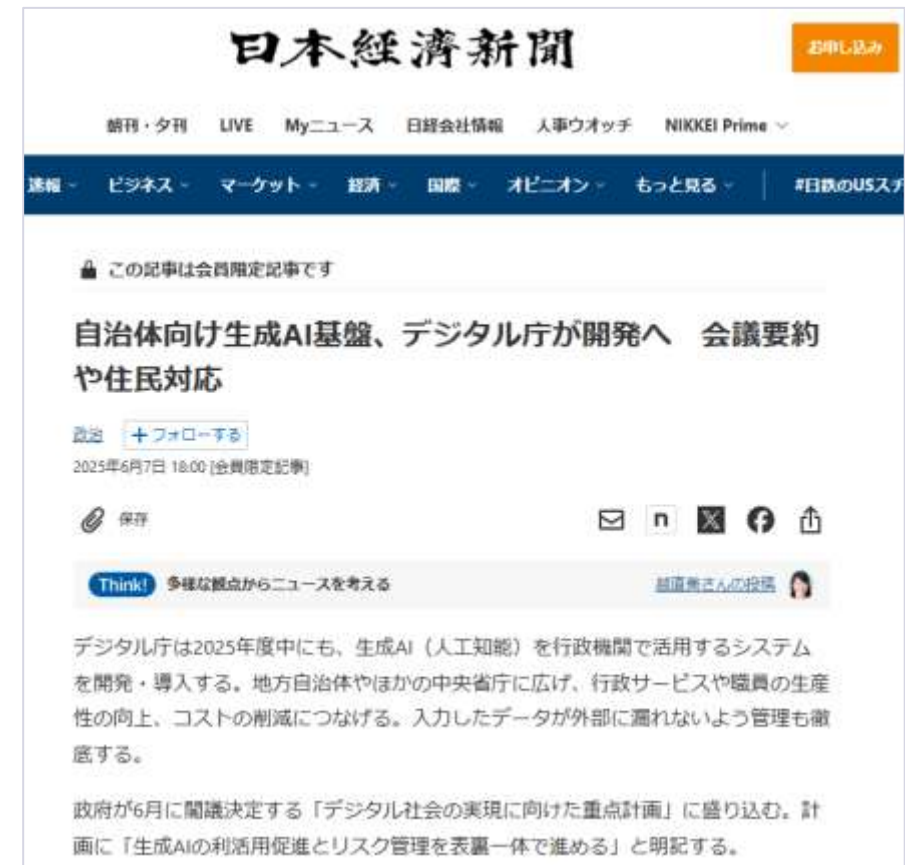 日本経済新聞
お申し込み
朝刊・夕刊 LIVE Myニュース 日経会社情報 人事ウオッチ NIKKEI Prime
速報 ビジネス マーケット 経済 国際 オピニオン もっと見る #日鉄のUSスチ
この記事は会員限定記事です
自治体向け生成AI基盤、デジタル庁が開発へ 会議要約
や住民対応
政治 +フォローする
2025年6月7日 18:00 [会員限定記事]
保存
Think! 多様な観点からニュースを考える さんの投稿
デジタル庁は2025年度中にも、生成AI（人工知能）を行政機関で活用するシステム
を開発・導入する。地方自治体やほかの中央省庁に広げ、行政サービスや職員の生産
性の向上、コストの削減につなげる。入力したデータが外部に漏れないよう管理も徹
底する。
政府が6月に閣議決定する「デジタル社会の実現に向けた重点計画」に盛り込む。計
画に「生成AIの利活用促進とリスク管理を表裏一体で進める」と明記する。